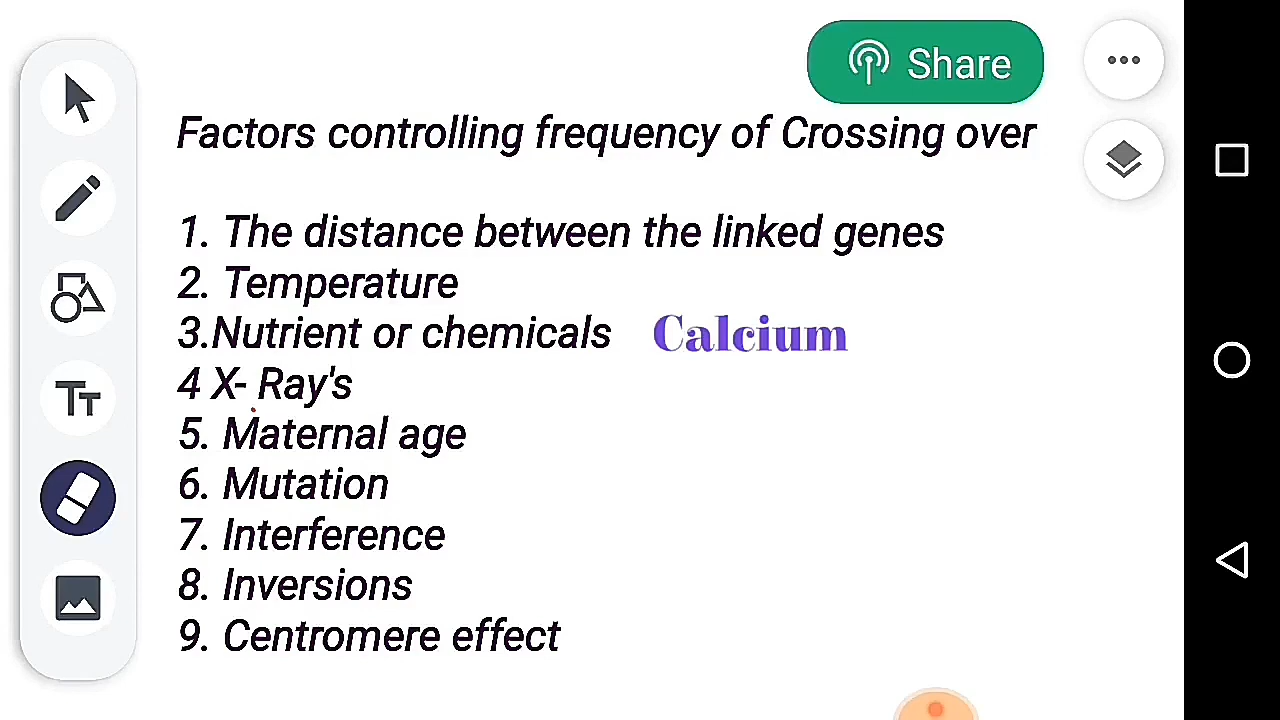 Share
Factors controlling frequency of Crossing over
1. The distance between the linked genes
2. Temperature
3.Nutrient or chemicals Calcium
4 X- Ray's
5. Maternal age
6. Mutation
7. Interference
8. Inversions
9. Centromere effect
TT